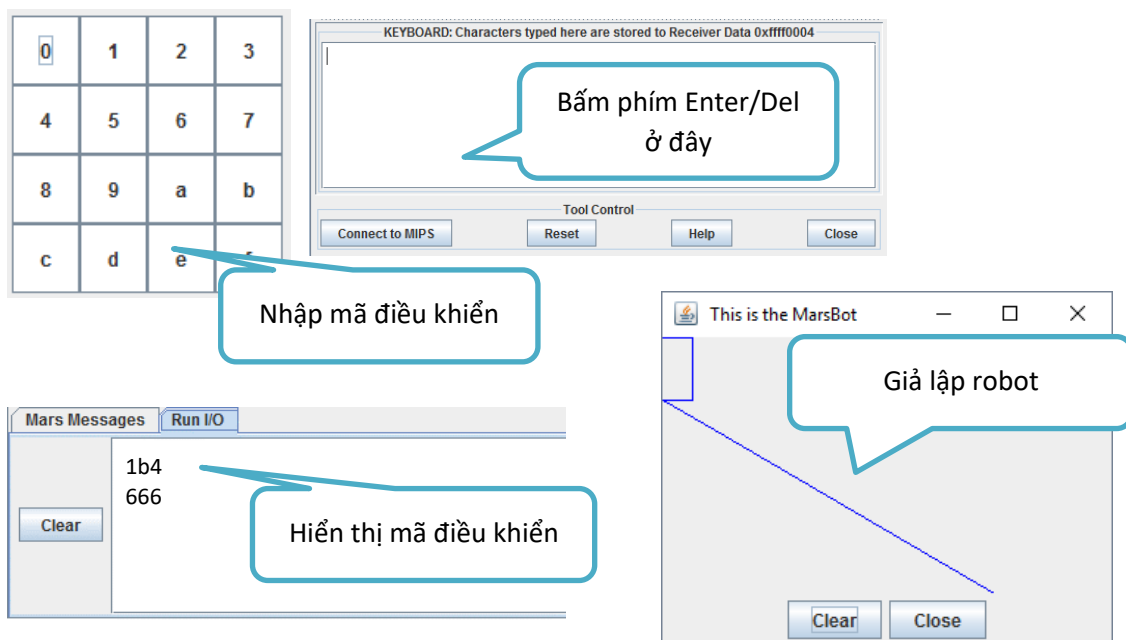 0 1 2 3
4 5 6 7
8 9 a b
c d e
KEYBOARD: Characters typed here are stored to Receiver Data 0xffff0004
Bấm phím Enter/Del
ở đây
Tool Control
Connect to MIPS Reset Help Close
Nhập mã điều khiển
This is the MarsBot
Giả lập robot
Clear Close
Mars Messages Run I/O
1b4
666
Clear
Hiển thị mã điều khiển